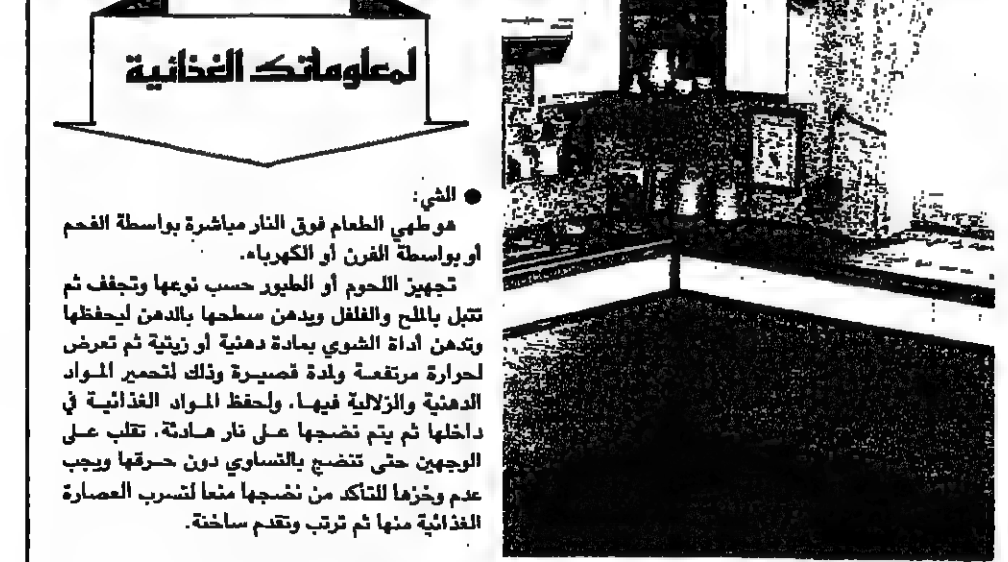 لمعلوماتك الغذائية
● الشي:
هو طهي الطعام فوق النار مباشرة بواسطة الفحم
أو بواسطة الفرن أو الكهرباء.
تجهيز اللحوم أو الطيور حسب نوعها وتجفف ثم
تتبل بالملح والفلفل ويدهن سطحها بالدهن ليحفظها
وتدهن أداة الشوي بمادة دهنية أو زيتية ثم تعرض
لحرارة مرتفعة ولمدة قصيرة وذلك لتحمير المواد
الدهنية والزلالية فيها، ولحفظ المواد الغذائية في
داخلها ثم يتم نضجها على نار هادئة، تقلب على
الوجهين حتى تنضج بالتساوي دون حرقها ويجب
عدم وخزها للتأكد من نضجها منعا لتسرب العصارة
الغذائية منها ثم ترتب وتقدم ساخنة.